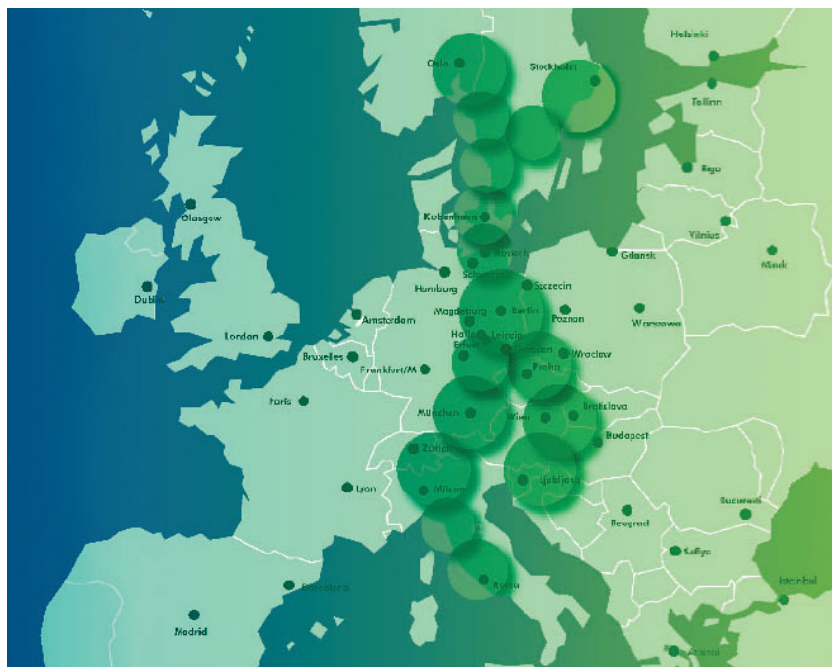 Helsinki
Oslo
Stockholm
Tallinn
Riga
Glasgow
København
Vilnius
Rostock
Gdansk
Minsk
Hamburg
Szczecin
Dublin
Magdeburg
Berlin
Poznan
Warszawa
Amsterdam
London
Leipzig
Erfurt
Dresden
Wroclaw
Bruxelles
Frankfurt/M
Praha
Paris
München
Wien
Bratislava
Budapest
Zürich
Lyon
Milano
Ljubljana
Beograd
Bucuresti
Sofiya
Roma
Istanbul
Barcelona
Madrid